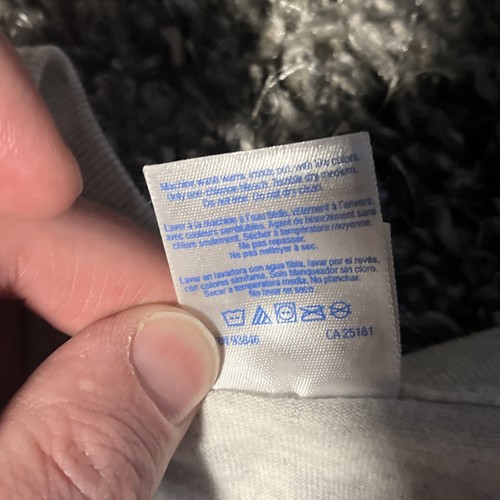 Machine wash warm, inside out, with like colors.
Only non-chlorine bleach. Tumble dry medium.
Do not iron. Do not dry clean.
Laver à la machine à l'eau tiède, vêtement à l'envers,
avec couleurs semblables. Agent de blanchiment sans
chlore seulement. Sécher à température moyenne.
Ne pas repasser.
Ne pas nettoyer à sec.
Lavar en lavadora con agua tibia, lavar por el revés,
con colores similares. Solo blanqueador sin cloro.
Secar a temperatura media. No planchar.
No lavar en seco.
93846 CA 25181